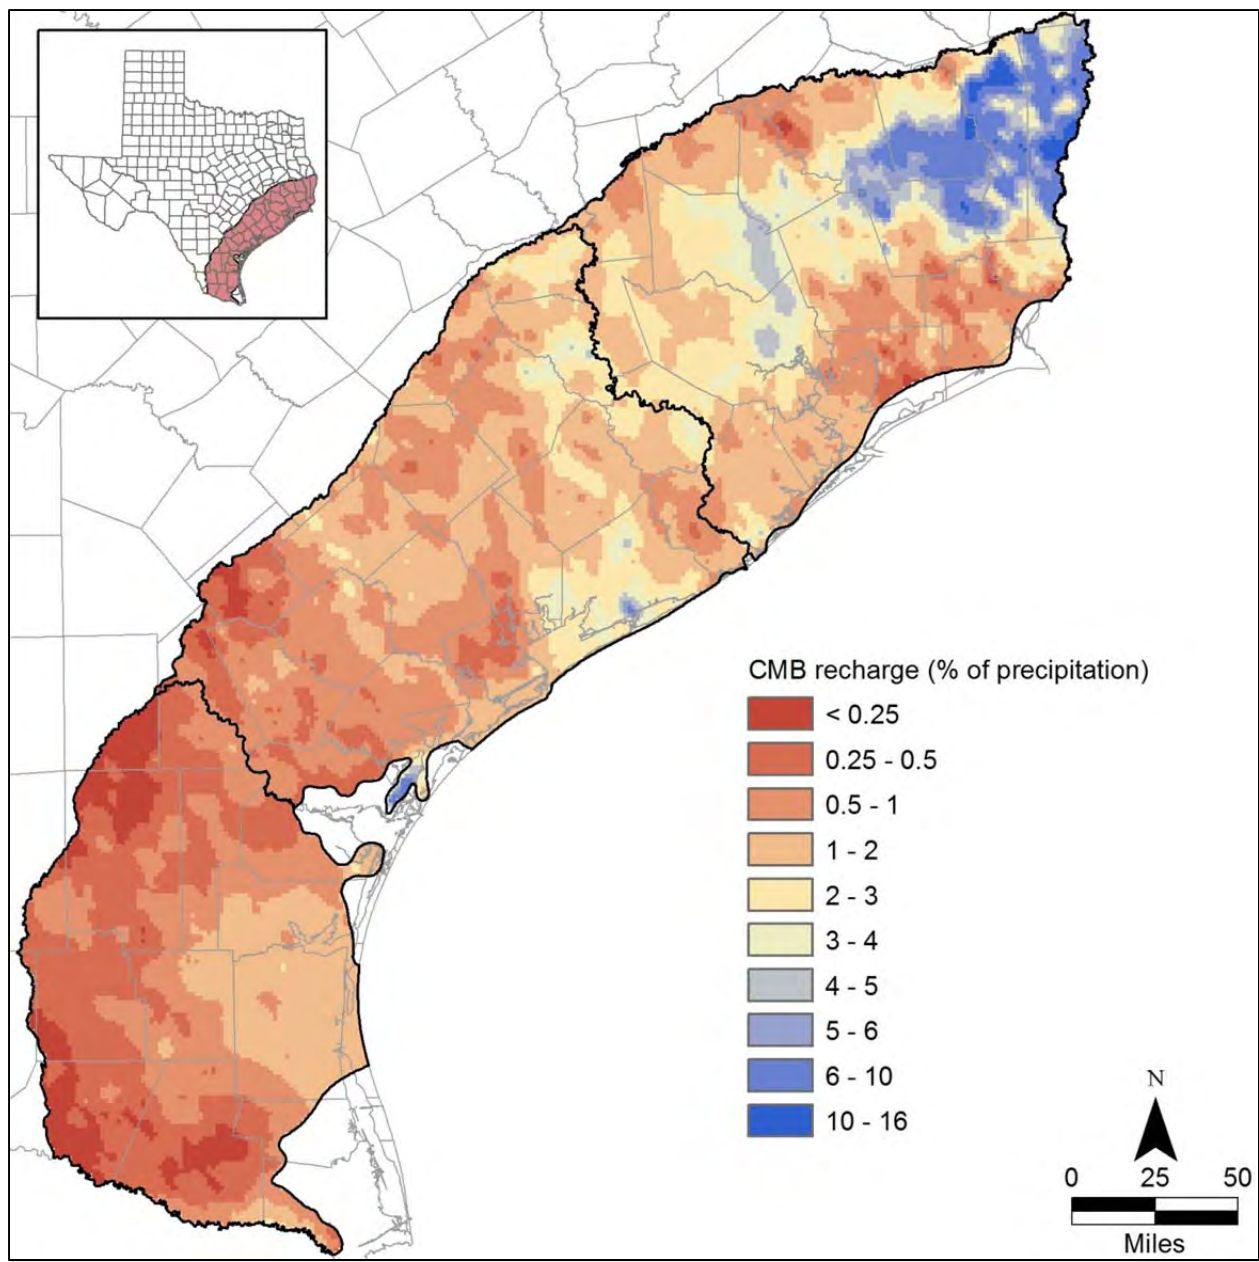 CMB recharge (% of precipitation)
< 0.25
0.25 - 0.5
0.5 - 1
1 - 2
2 - 3
3 - 4
4 - 5
5 - 6
6 - 10
10 - 16
N
0 25 50
Miles